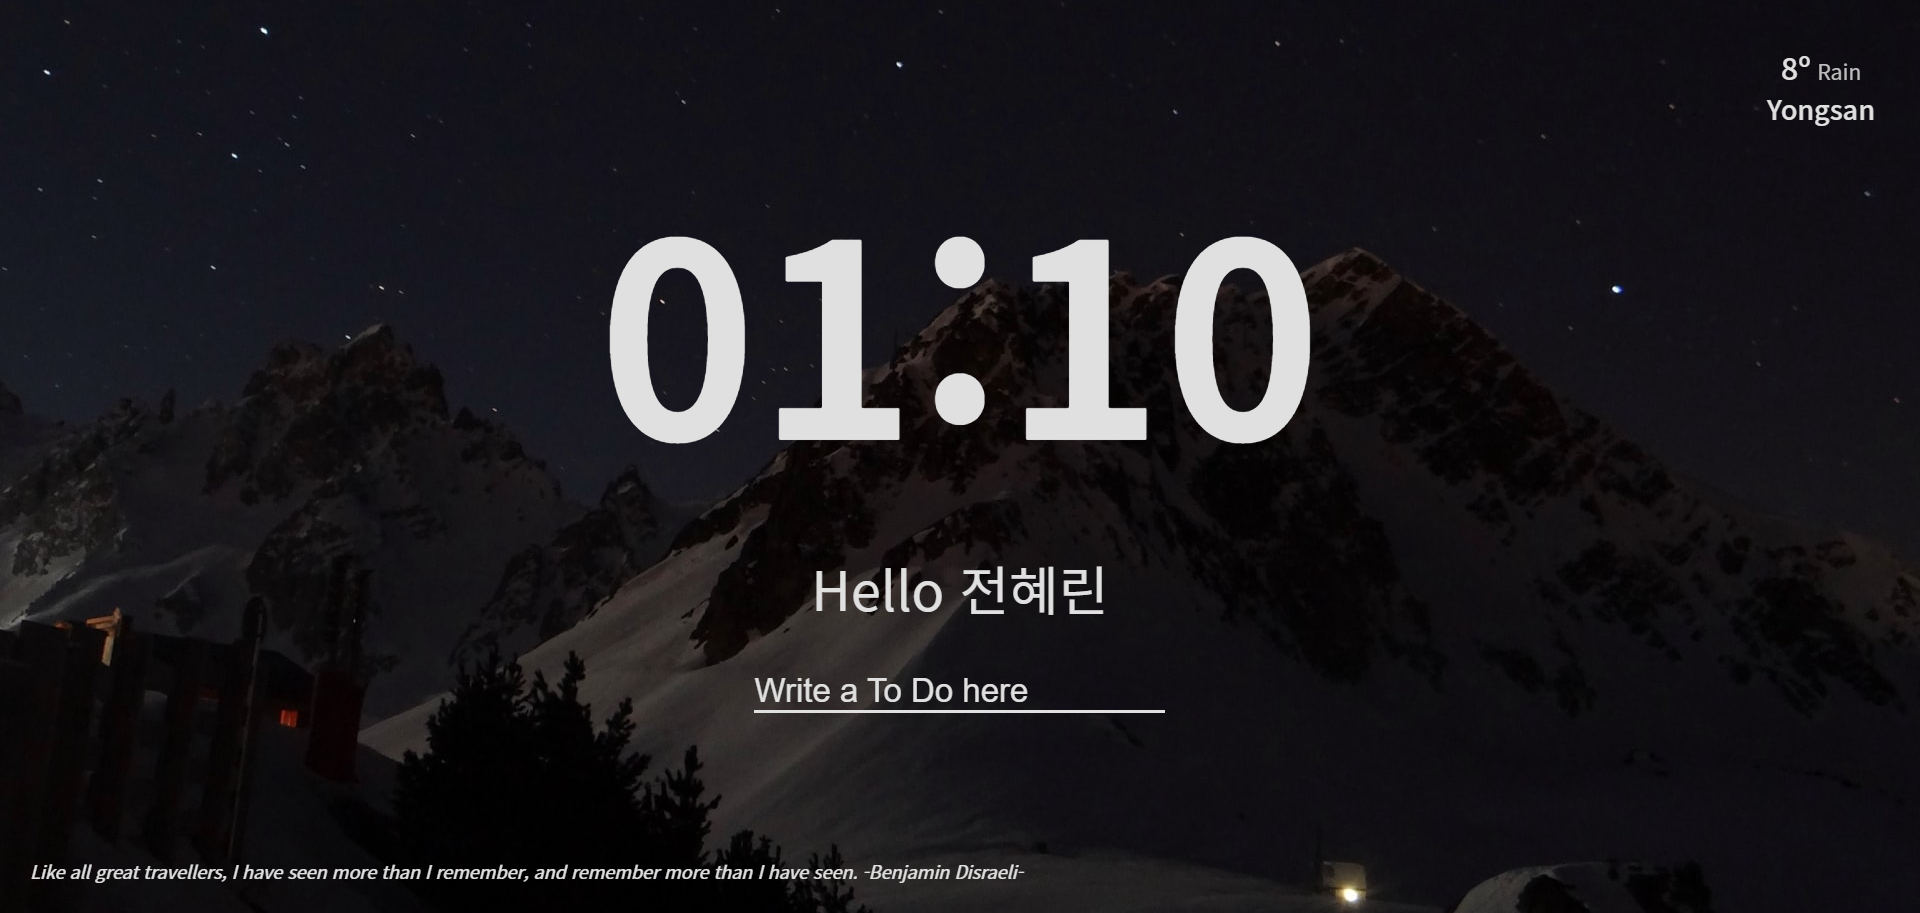 8º Rain
Yongsan
01:10
Hello 전혜린
Write a To Do here
Like all great travellers, I have seen more than I remember, and remember more than I have seen. -Benjamin Disraeli-